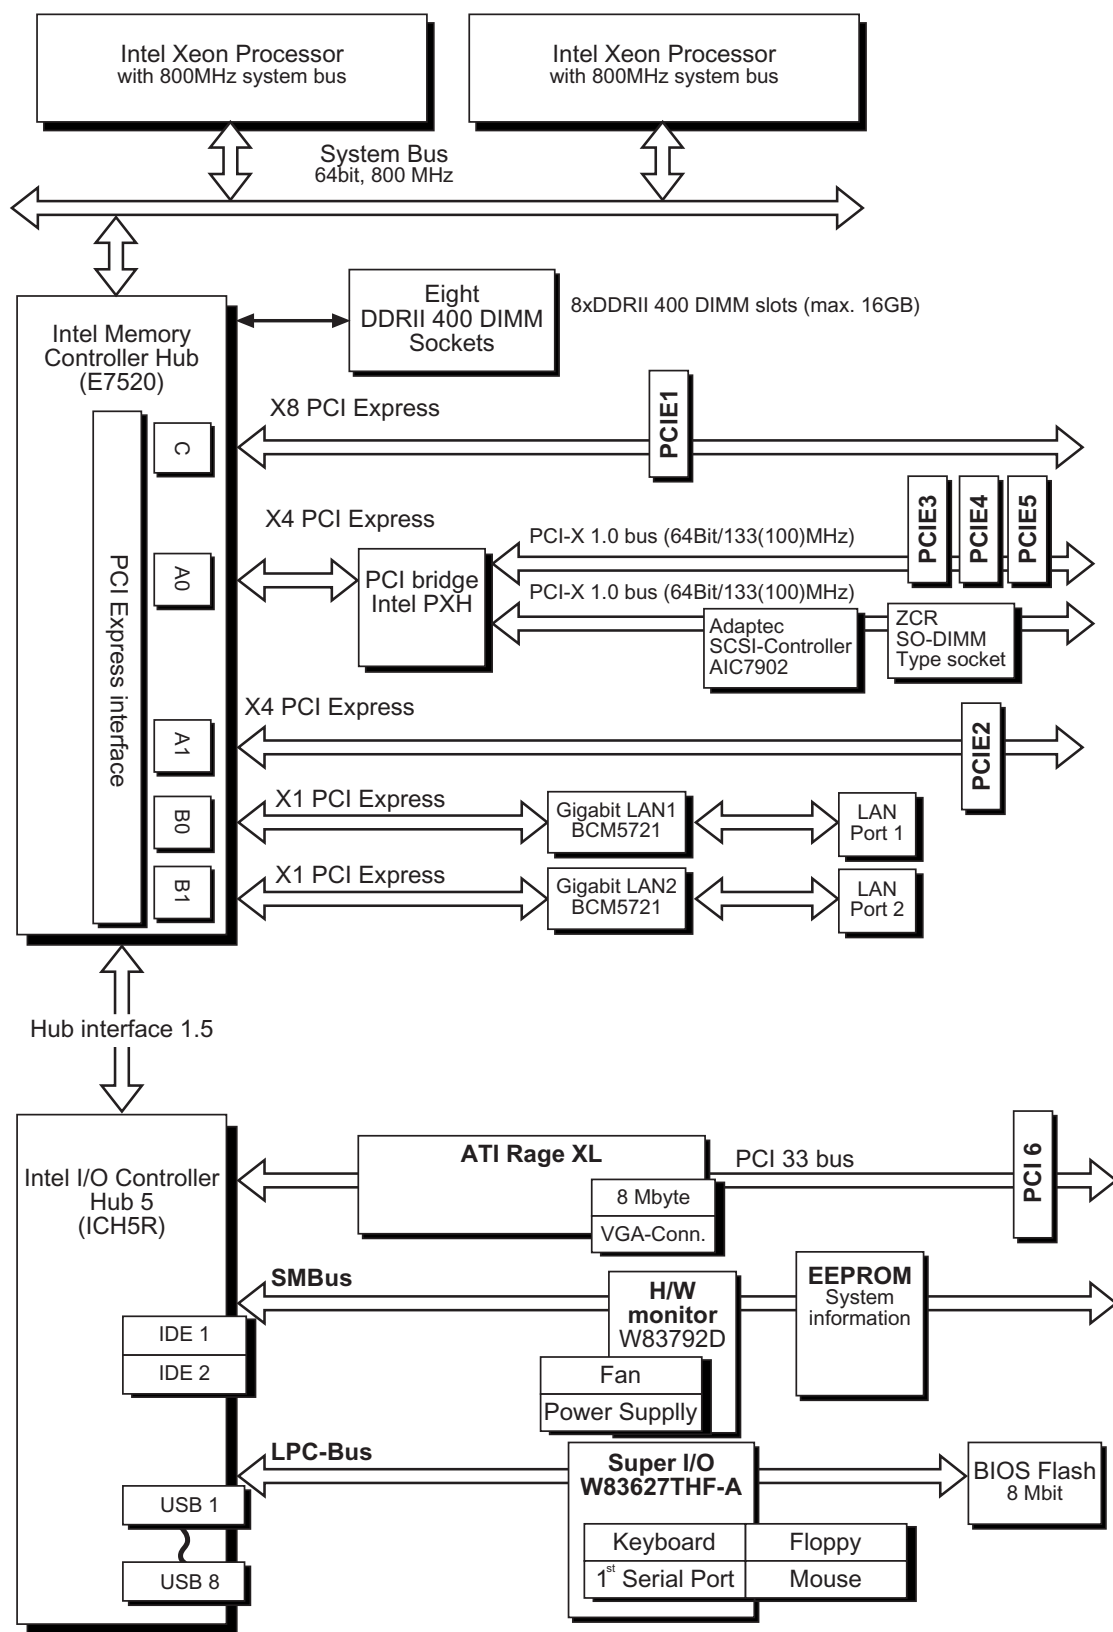 Intel Xeon Processor
with 800MHz system bus
Intel Xeon Processor
with 800MHz system bus
System Bus
64bit, 800 MHz
Intel Memory
Controller Hub
(E7520)
Eight
DDRII 400 DIMM
Sockets
8xDDRII 400 DIMM slots (max. 16GB)
PCI Express interface
C
A0
A1
B0
B1
X8 PCI Express
PCIE1
X4 PCI Express
PCI bridge
Intel PXH
PCI-X 1.0 bus (64Bit/133(100)MHz)
PCIE3
PCIE4
PCIE5
PCI-X 1.0 bus (64Bit/133(100)MHz)
Adaptec
SCSI-Controller
AIC7902
ZCR
SO-DIMM
Type socket
X4 PCI Express
PCIE2
X1 PCI Express
Gigabit LAN1
BCM5721
LAN
Port 1
X1 PCI Express
Gigabit LAN2
BCM5721
LAN
Port 2
Hub interface 1.5
Intel I/O Controller
Hub 5
(ICH5R)
ATI Rage XL
8 Mbyte
VGA-Conn.
PCI 33 bus
PCI 6
SMBus
H/W
monitor
W83792D
Fan
Power Supplly
EEPROM
System
information
IDE 1
IDE 2
LPC-Bus
Super I/O
W83627THF-A
Keyboard
Floppy
1st Serial Port
Mouse
BIOS Flash
8 Mbit
USB 1
USB 8